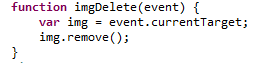 function imgDelete(event) {
    var img = event.currentTarget;
    img.remove();
}